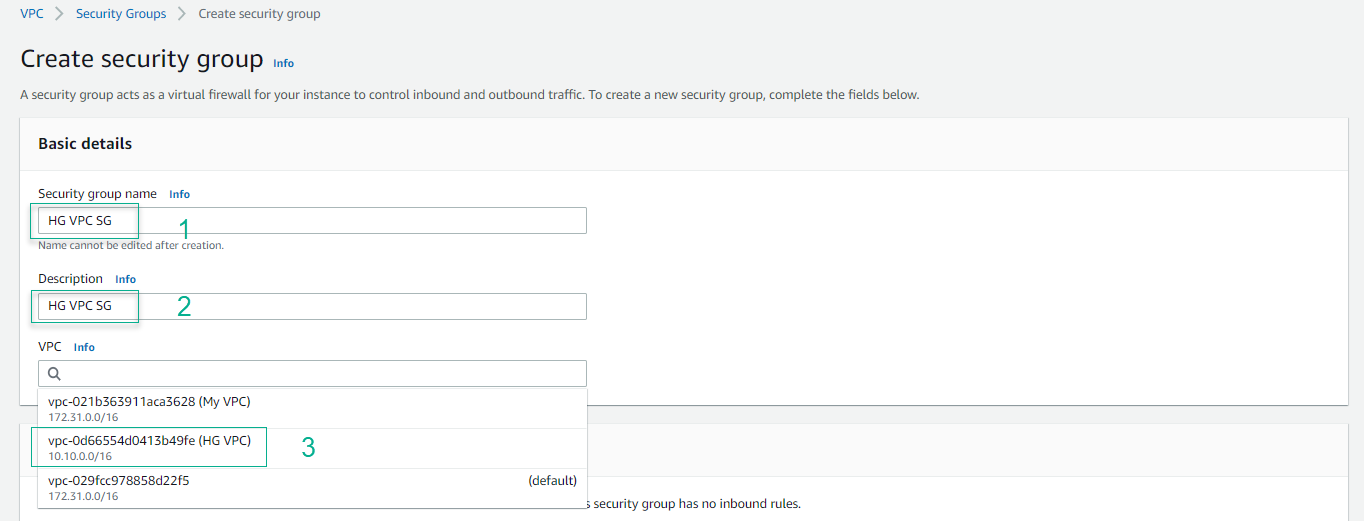 VPC > Security Groups > Create security group
Create security group Info
A security group acts as a virtual firewall for your instance to control inbound and outbound traffic. To create a new security group, complete the fields below.
Basic details
Security group name Info
HG VPC SG 1
Name cannot be edited after creation.
Description Info
HG VPC SG 2
VPC Info
vpc-021b363911aca3628 (My VPC)
172.31.0.0/16
vpc-0d66554d0413b49fe (HG VPC) 3
10.10.0.0/16
vpc-029fcc978858d22f5 (default)
172.31.0.0/16
security group has no inbound rules.